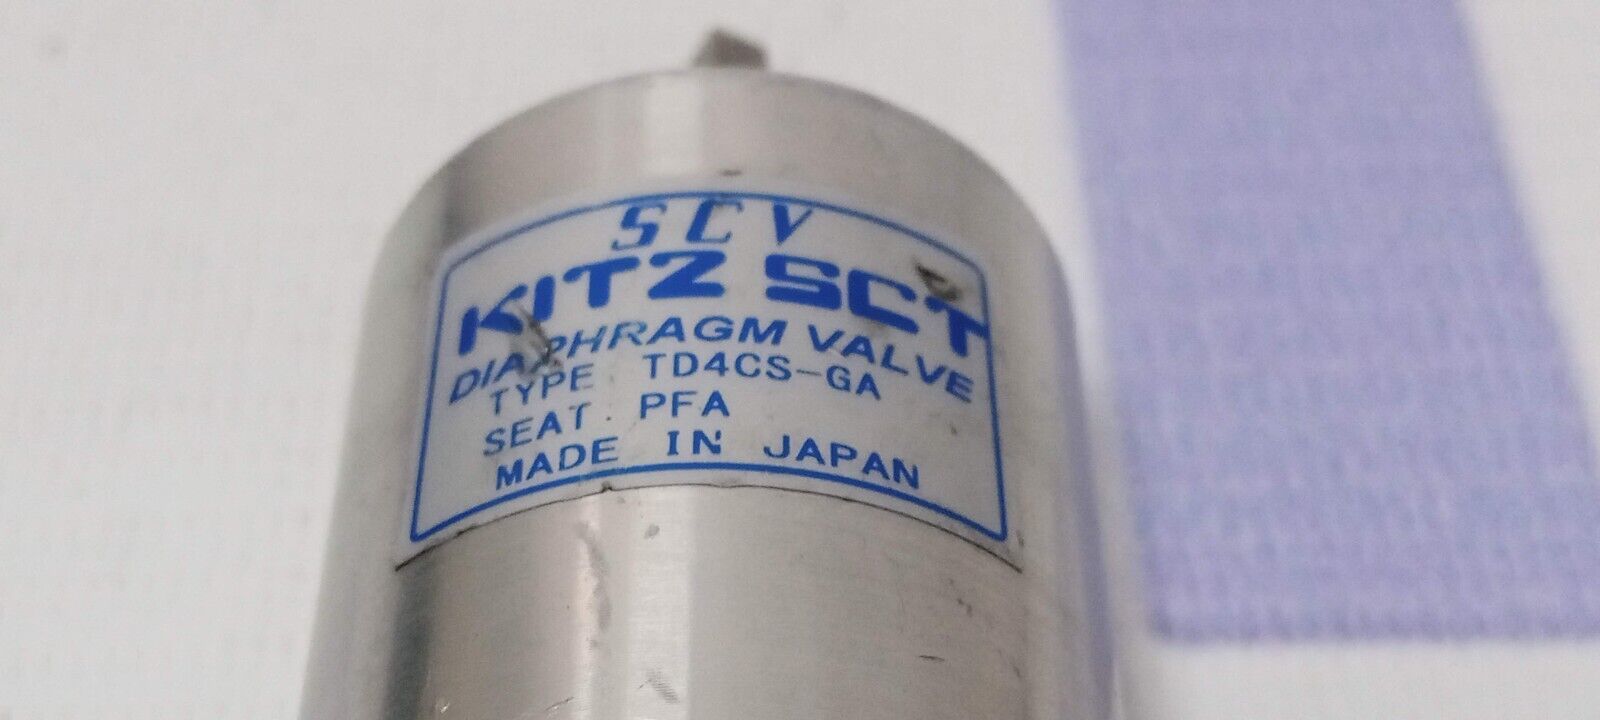 SCV
KITZ SCT
DIAPHRAGM VALVE
TYPE TD4CS-GA
SEAT PFA
MADE IN JAPAN